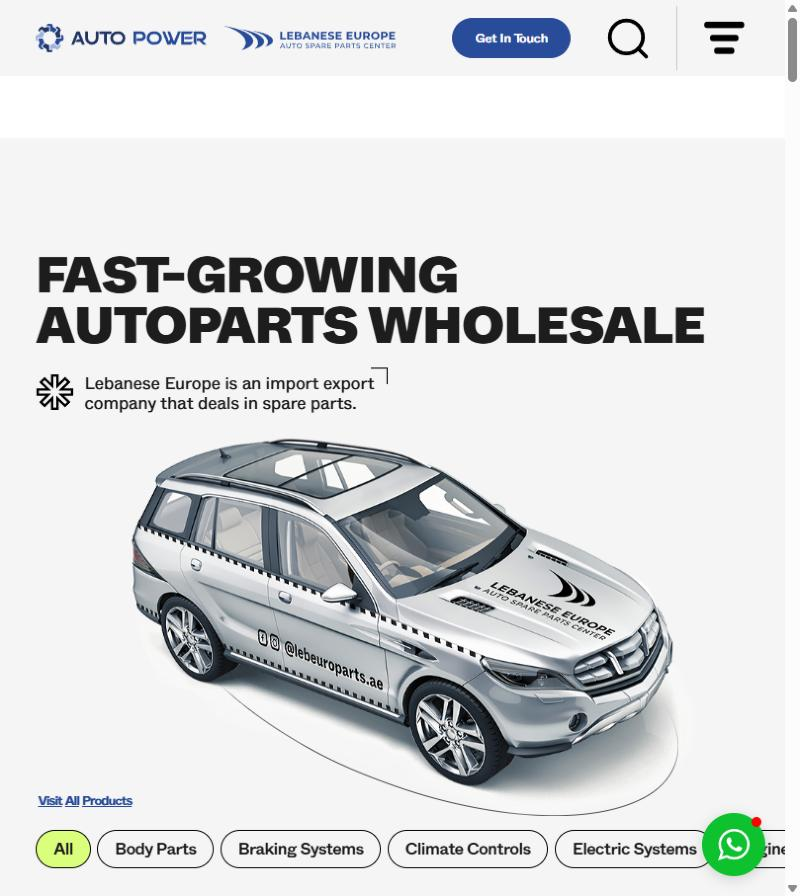 AUTO POWER
LEBANESE EUROPE
AUTO SPARE PARTS CENTER
Get In Touch
FAST-GROWING
AUTOPARTS WHOLESALE
Lebanese Europe is an import export
company that deals in spare parts.
LEBANESE EUROPE
AUTO SPARE PARTS CENTER
@lebeuroparts.ae
Visit All Products
All
Body Parts
Braking Systems
Climate Controls
Electric Systems